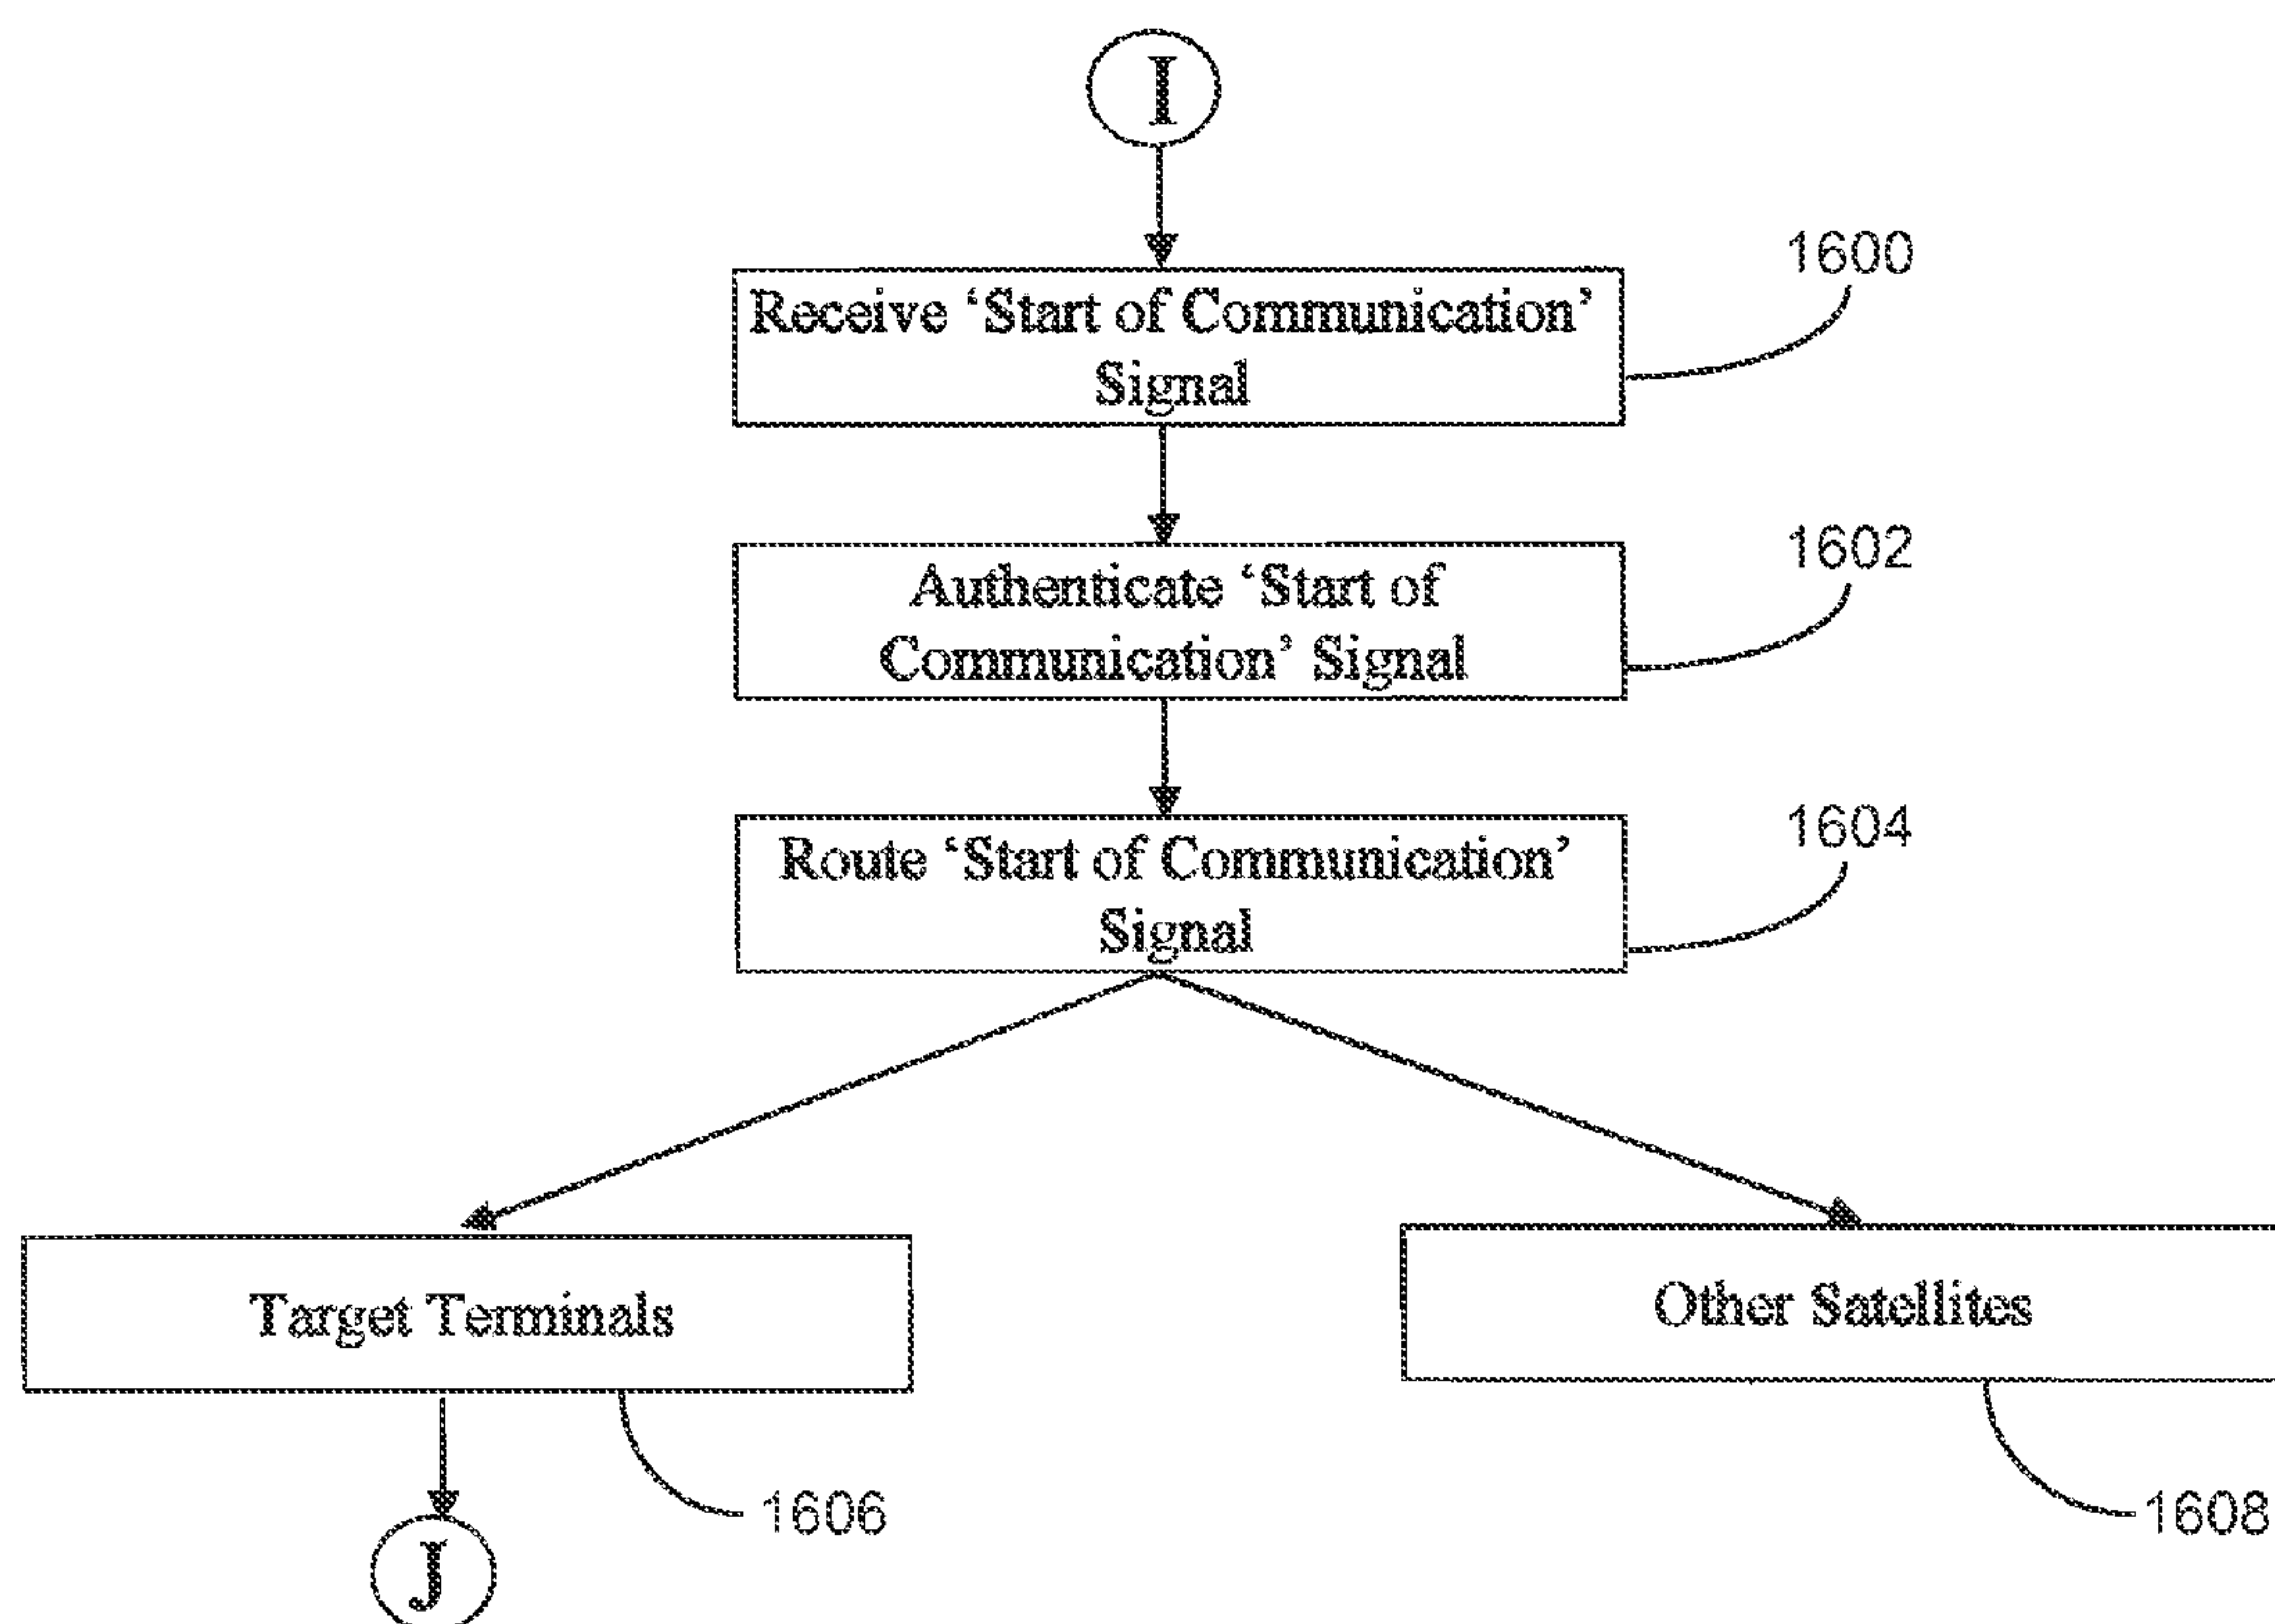 I
1600
Receive ‘Start of Communication’
Signal
1602
Authenticate ‘Start of
Communication’ Signal
1604
Route ‘Start of Communication’
Signal
Target Terminals
Other Satellites
1606
1608
J